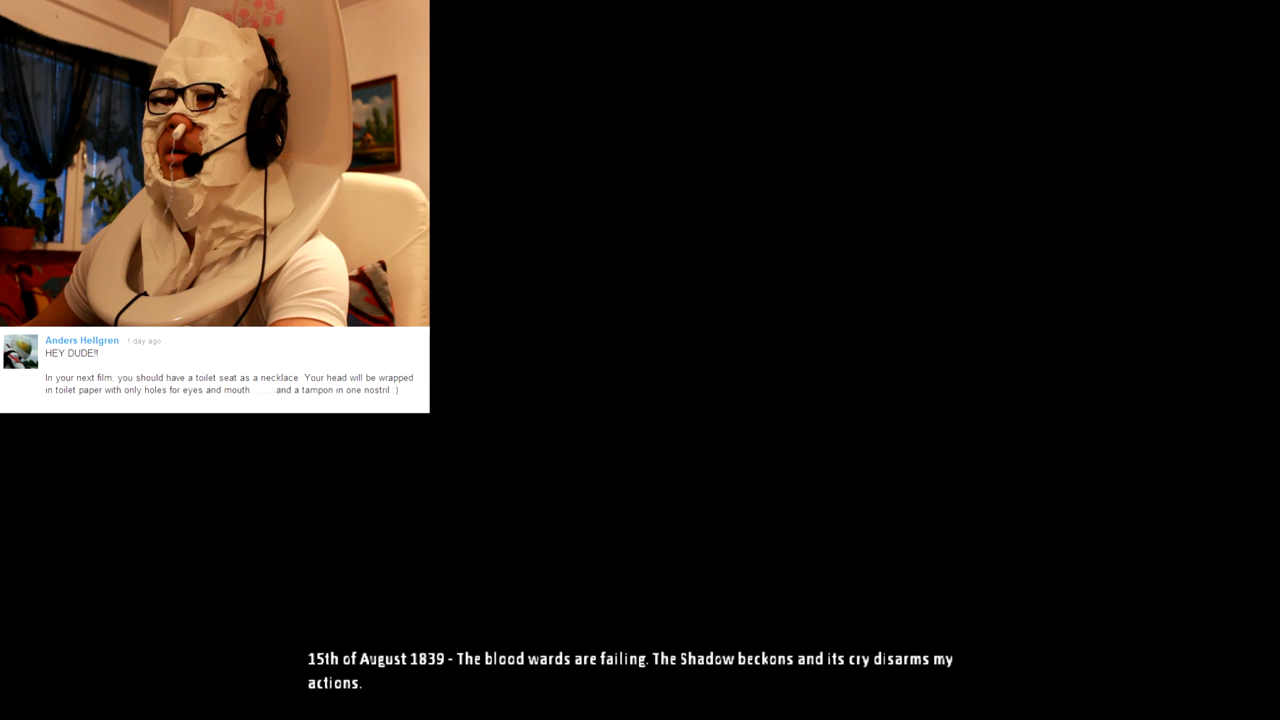 Anders Hellgren 1 day ago
HEY DUDE!!
In your next film, you should have a toilet seat as a necklace. Your head will be wrapped
in toilet paper with only holes for eyes and mouth ........and a tampon in one nostril :)
15th of August 1839 - The blood wards are failing. The Shadow beckons and its cry disarms my
actions.